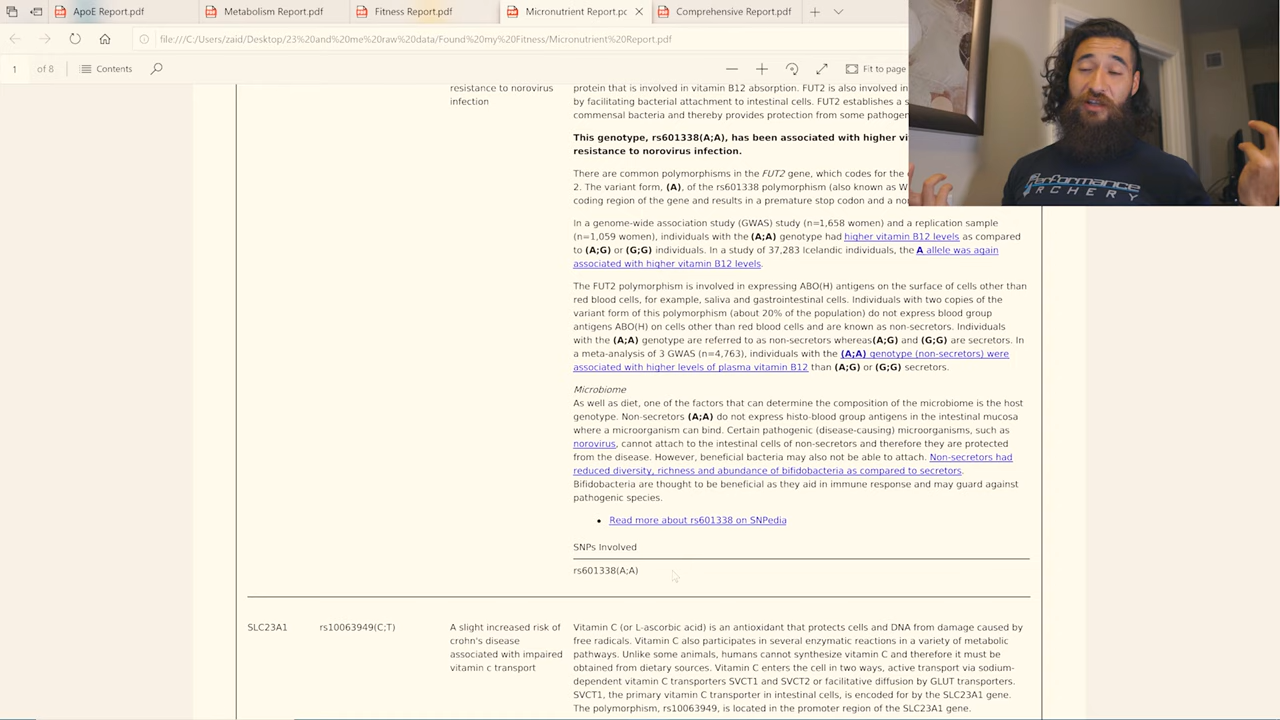 ApoE Report.pdf
Metabolism Report.pdf
Fitness Report.pdf
Micronutrient Report.pc
Comprehensive Report.pdf
file:///C:/Users/zaid/Desktop/23%20and%20me%20raw%20data/Found%20my%20Fitness/Micronutrient%20Report.pdf
1 of 8
Contents
Fit to page
resistance to norovirus
infection
protein that is involved in vitamin B12 absorption. FUT2 is also involved in
by facilitating bacterial attachment to intestinal cells. FUT2 establishes a s
commensal bacteria and thereby provides protection from some pathoger
This genotype, rs601338(A;A), has been associated with higher vi
resistance to norovirus infection.
There are common polymorphisms in the FUT2 gene, which codes for the
2. The variant form, (A), of the rs601338 polymorphism (also known as W
coding region of the gene and results in a premature stop codon and a no
In a genome-wide association study (GWAS) study (n=1,658 women) and a replication sample
(n=1,059 women), individuals with the (A;A) genotype had higher vitamin B12 levels as compared
to (A;G) or (G;G) individuals. In a study of 37,283 Icelandic individuals, the A allele was again
associated with higher vitamin B12 levels.
The FUT2 polymorphism is involved in expressing ABO(H) antigens on the surface of cells other than
red blood cells, for example, saliva and gastrointestinal cells. Individuals with two copies of the
variant form of this polymorphism (about 20% of the population) do not express blood group
antigens ABO(H) on cells other than red blood cells and are known as non-secretors. Individuals
with the (A;A) genotype are referred to as non-secretors whereas(A;G) and (G;G) are secretors. In
a meta-analysis of 3 GWAS (n=4,763), individuals with the (A;A) genotype (non-secretors) were
associated with higher levels of plasma vitamin B12 than (A;G) or (G;G) secretors.
Microbiome
As well as diet, one of the factors that can determine the composition of the microbiome is the host
genotype. Non-secretors (A;A) do not express histo-blood group antigens in the intestinal mucosa
where a microorganism can bind. Certain pathogenic (disease-causing) microorganisms, such as
norovirus, cannot attach to the intestinal cells of non-secretors and therefore they are protected
from the disease. However, beneficial bacteria may also not be able to attach. Non-secretors had
reduced diversity, richness and abundance of bifidobacteria as compared to secretors.
Bifidobacteria are thought to be beneficial as they aid in immune response and may guard against
pathogenic species.
• Read more about rs601338 on SNPedia
SNPs Involved
rs601338(A;A)
SLC23A1
rs10063949(C;T)
A slight increased risk of
crohn's disease
associated with impaired
vitamin c transport
Vitamin C (or L-ascorbic acid) is an antioxidant that protects cells and DNA from damage caused by
free radicals. Vitamin C also participates in several enzymatic reactions in a variety of metabolic
pathways. Unlike some animals, humans cannot synthesize vitamin C and therefore it must be
obtained from dietary sources. Vitamin C enters the cell in two ways, active transport via sodium-
dependent vitamin C transporters SVCT1 and SVCT2 or facilitative diffusion by GLUT transporters.
SVCT1, the primary vitamin C transporter in intestinal cells, is encoded for by the SLC23A1 gene.
The polymorphism, rs10063949, is located in the promoter region of the SLC23A1 gene.
Performance
ARCHERY